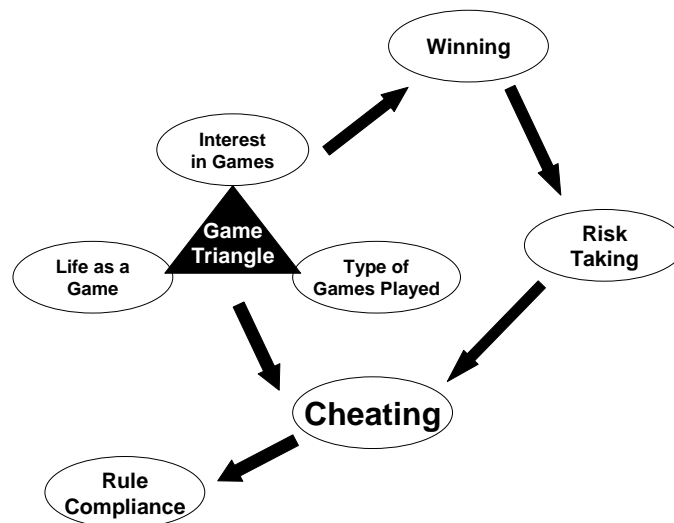 Winning
Interest
in Games
Game
Triangle
Risk
Taking
Life as a
Game
Type of
Games Played
Cheating
Rule
Compliance